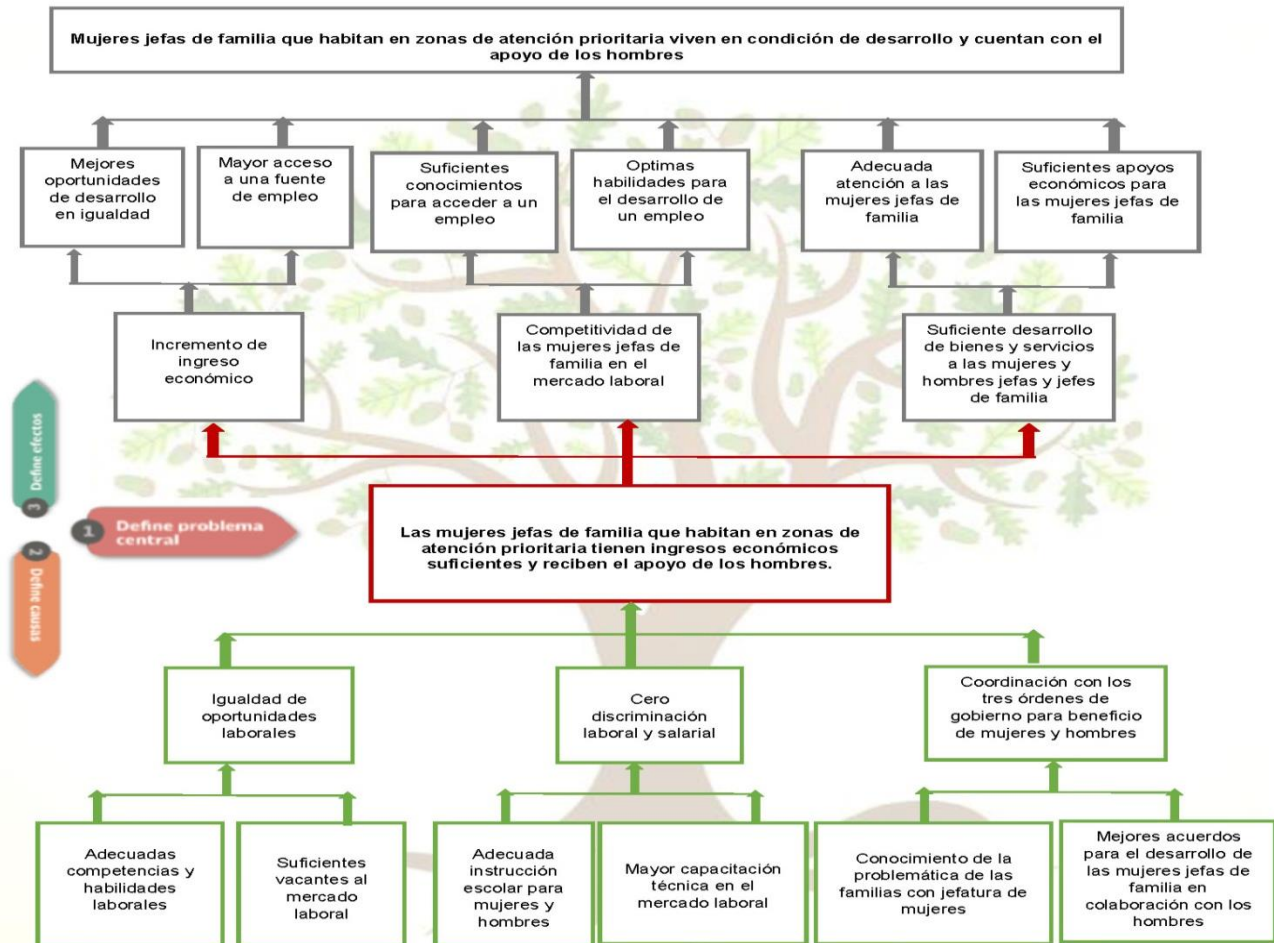 Mujeres jefas de familia que habitan en zonas de atención prioritaria viven en condición de desarrollo y cuentan con el
apoyo de los hombres
Mejores
oportunidades
de desarrollo
en igualdad
Mayor acceso
a una fuente
de empleo
Suficientes
conocimientos
para acceder a un
empleo
Optimas
habilidades para
el desarrollo de
un empleo
Adecuada
atención a las
mujeres jefas de
familia
Suficientes apoyos
económicos para
las mujeres jefas de
familia
Incremento de
ingreso
económico
Competitividad de
las mujeres jefas de
familia en el
mercado laboral
Suficiente desarrollo
de bienes y servicios
a las mujeres y
hombres jefas y jefes
de familia
3 Define efectos
1 Define problema
central
2 Define causas
Las mujeres jefas de familia que habitan en zonas de
atención prioritaria tienen ingresos económicos
suficientes y reciben el apoyo de los hombres.
Igualdad de
oportunidades
laborales
Cero
discriminación
laboral y salarial
Coordinación con los
tres órdenes de
gobierno para beneficio
de mujeres y hombres
Adecuadas
competencias y
habilidades
laborales
Suficientes
vacantes al
mercado
laboral
Adecuada
instrucción
escolar para
mujeres y
hombres
Mayor capacitación
técnica en el
mercado laboral
Conocimiento de la
problemática de las
familias con jefatura de
mujeres
Mejores acuerdos
para el desarrollo de
las mujeres jefas de
familia en
colaboración con los
hombres